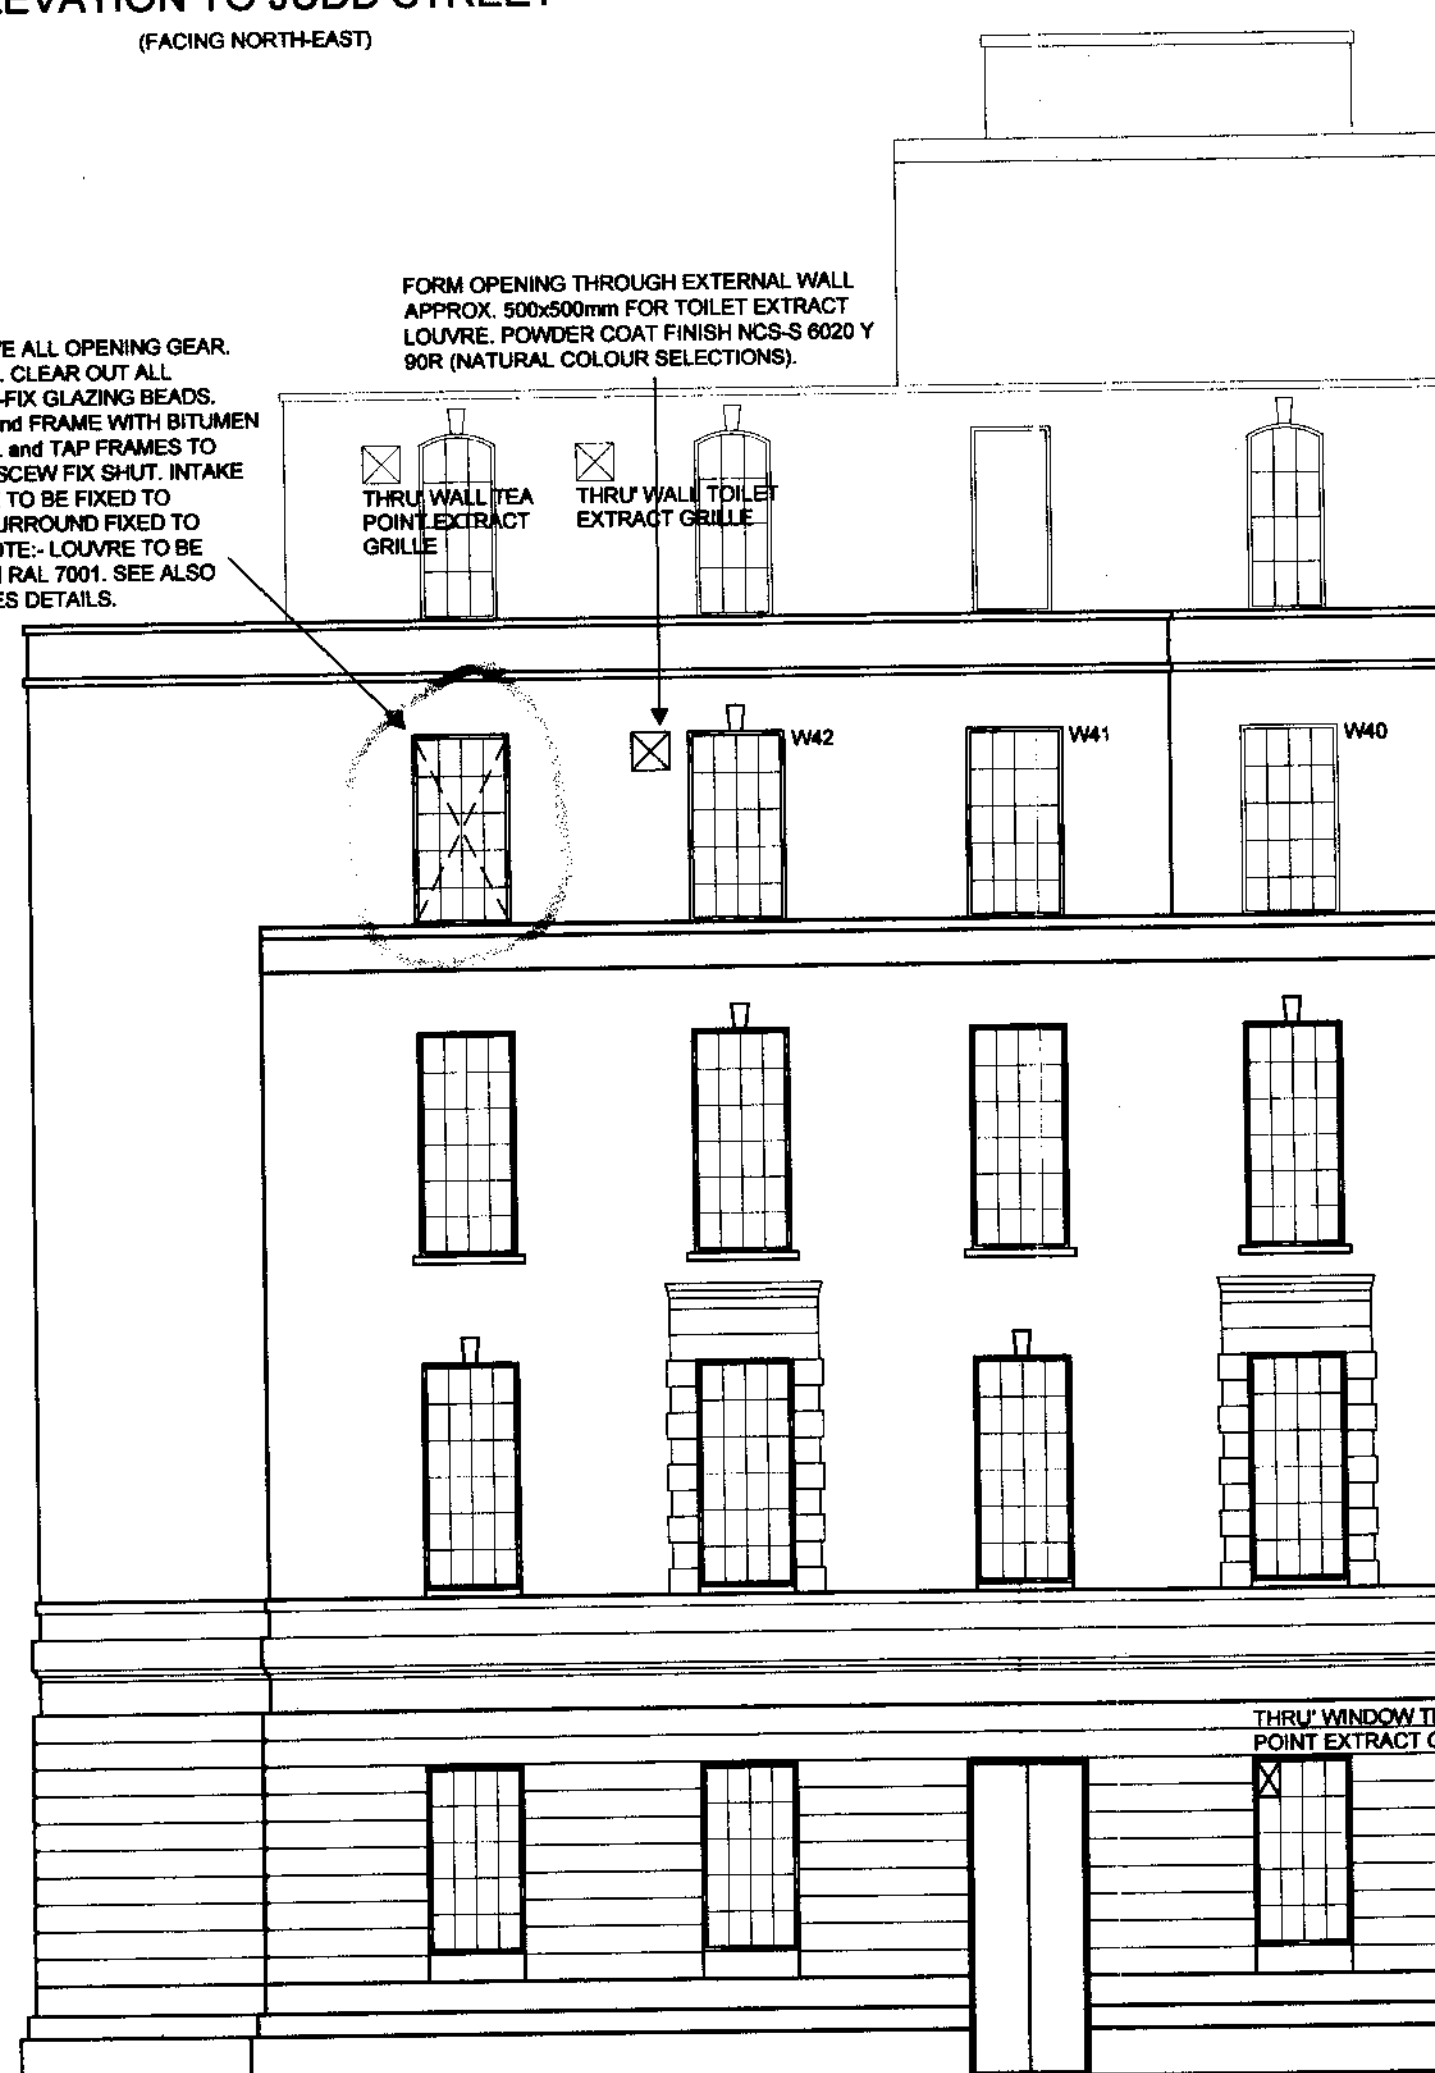 ELEVATION TO JUDD STREET
(FACING NORTH-EAST)
FORM OPENING THROUGH EXTERNAL WALL
APPROX. 500x500mm FOR TOILET EXTRACT
LOUVRE. POWDER COAT FINISH NCS-S 6020 Y
90R (NATURAL COLOUR SELECTIONS).
E ALL OPENING GEAR.
. CLEAR OUT ALL
-FIX GLAZING BEADS.
nd FRAME WITH BITUMEN
. and TAP FRAMES TO
SCEW FIX SHUT. INTAKE
TO BE FIXED TO
URROUND FIXED TO
OTE:- LOUVRE TO BE
RAL 7001. SEE ALSO
ES DETAILS.
THRU' WALL TEA
POINT EXTRACT
GRILLE
THRU' WALL TOILET
EXTRACT GRILLE
W42
W41
W40
THRU' WINDOW T
POINT EXTRACT